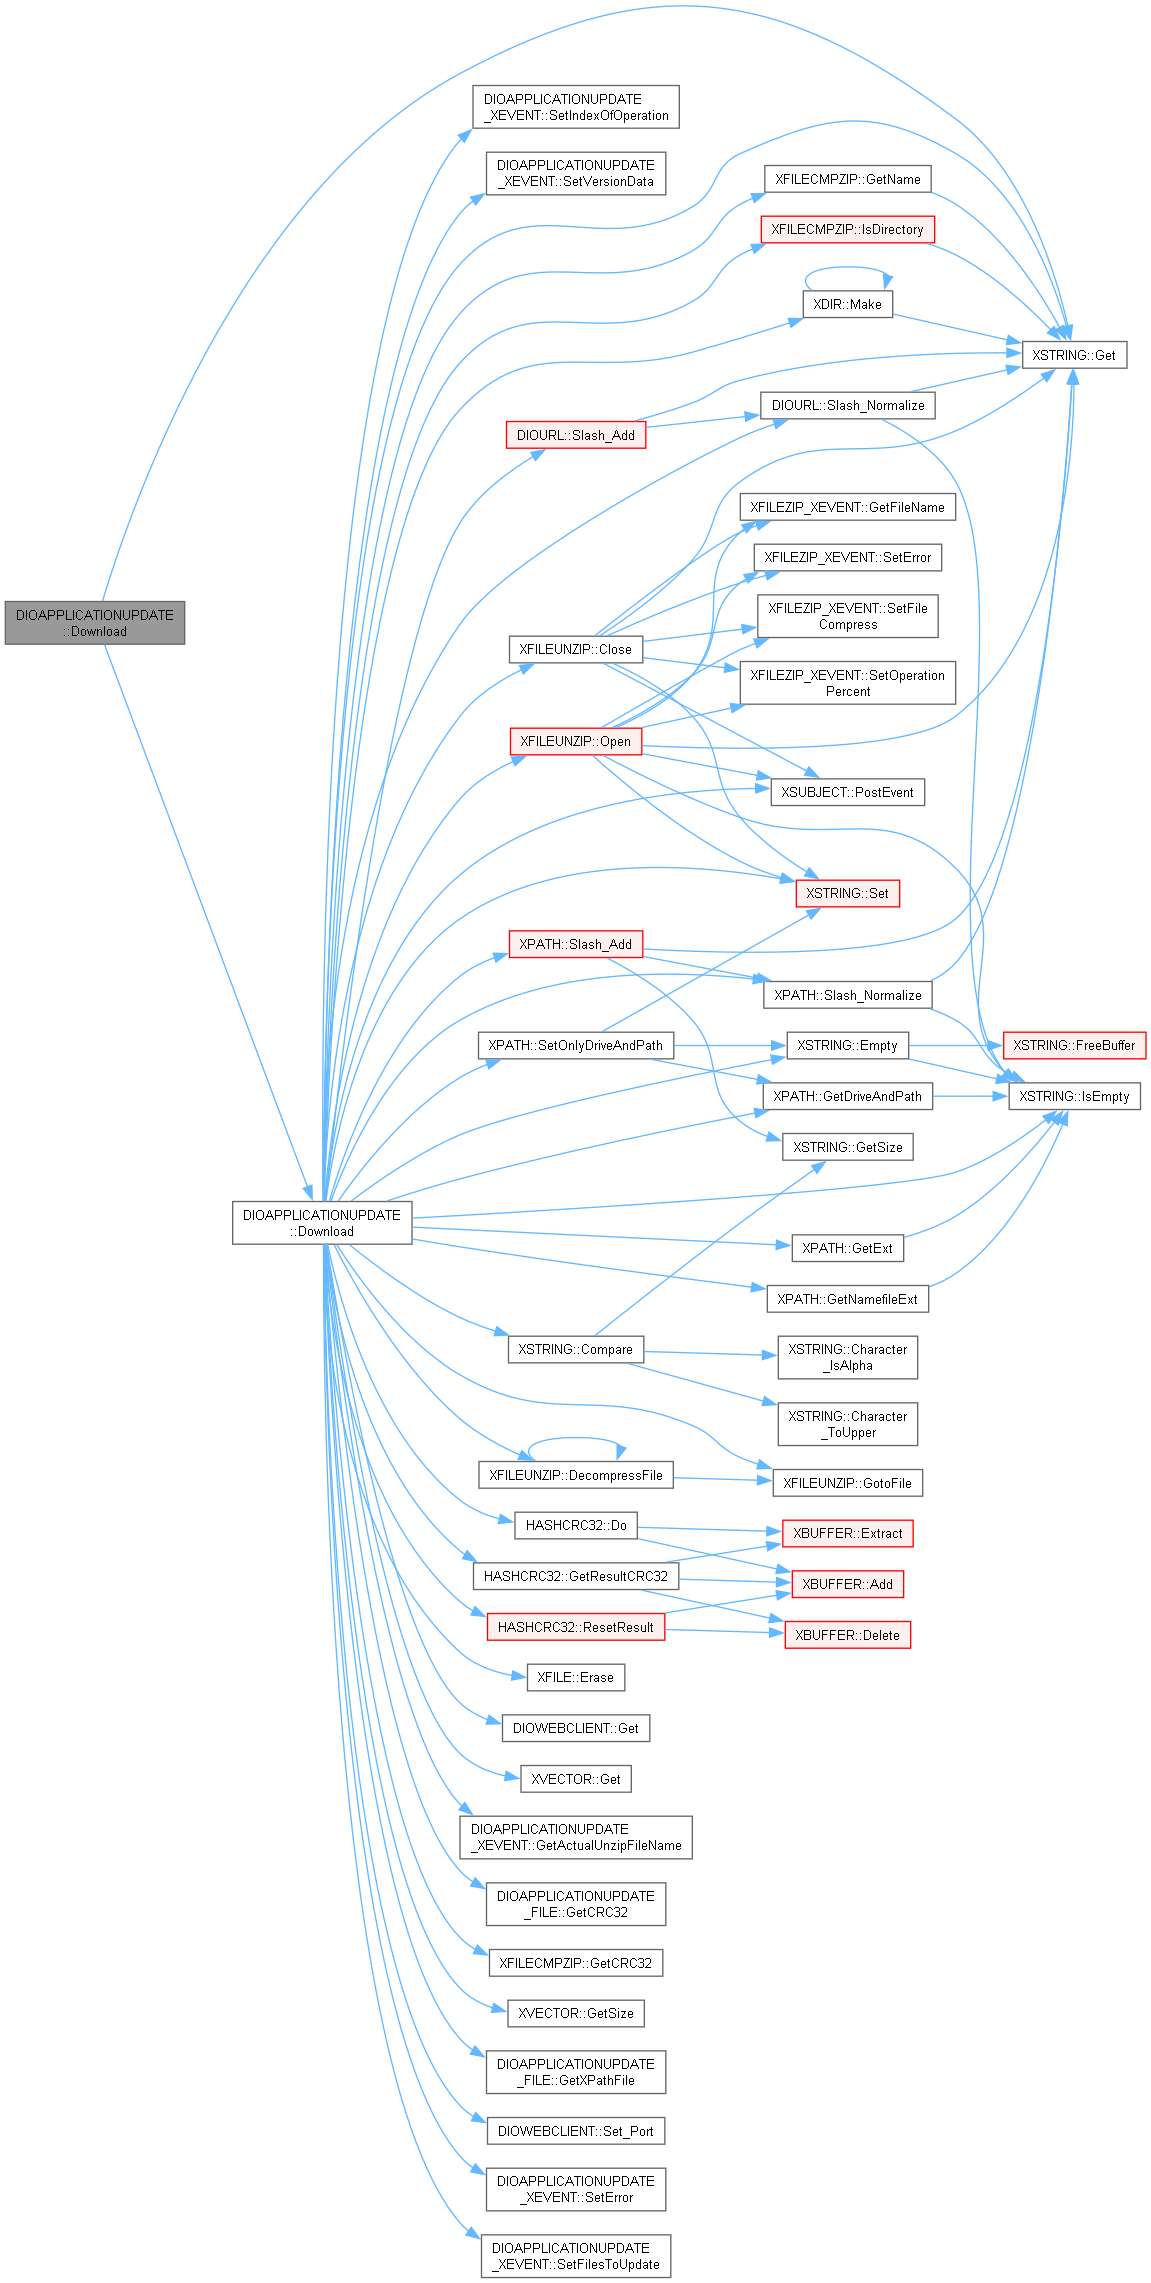 DIOAPPLICATIONUPDATE
_XEVENT::SetIndexOfOperation
DIOAPPLICATIONUPDATE
_XEVENT::SetVersionData
XFILECMPZIP::GetName
XFILECMPZIP::IsDirectory
XDIR::Make
XSTRING::Get
DIOURL::Slash_Normalize
DIOURL::Slash_Add
XFILEZIP_XEVENT::GetFileName
XFILEZIP_XEVENT::SetError
XFILEZIP_XEVENT::SetFile
Compress
DIOAPPLICATIONUPDATE
::Download
XFILEUNZIP::Close
XFILEZIP_XEVENT::SetOperation
Percent
XFILEUNZIP::Open
XSUBJECT::PostEvent
XSTRING::Set
XPATH::Slash_Add
XPATH::Slash_Normalize
XPATH::SetOnlyDriveAndPath
XSTRING::Empty
XSTRING::FreeBuffer
XPATH::GetDriveAndPath
XSTRING::IsEmpty
XSTRING::GetSize
DIOAPPLICATIONUPDATE
::Download
XPATH::GetExt
XPATH::GetNamefileExt
XSTRING::Compare
XSTRING::Character
_IsAlpha
XSTRING::Character
_ToUpper
XFILEUNZIP::DecompressFile
XFILEUNZIP::GotoFile
HASHCRC32::Do
XBUFFER::Extract
HASHCRC32::GetResultCRC32
XBUFFER::Add
HASHCRC32::ResetResult
XBUFFER::Delete
XFILE::Erase
DIOWEBCLIENT::Get
XVECTOR::Get
DIOAPPLICATIONUPDATE
_XEVENT::GetActualUnzipFileName
DIOAPPLICATIONUPDATE
_FILE::GetCRC32
XFILECMPZIP::GetCRC32
XVECTOR::GetSize
DIOAPPLICATIONUPDATE
_FILE::GetXPathFile
DIOWEBCLIENT::Set_Port
DIOAPPLICATIONUPDATE
_XEVENT::SetError
DIOAPPLICATIONUPDATE
_XEVENT::SetFilesToUpdate